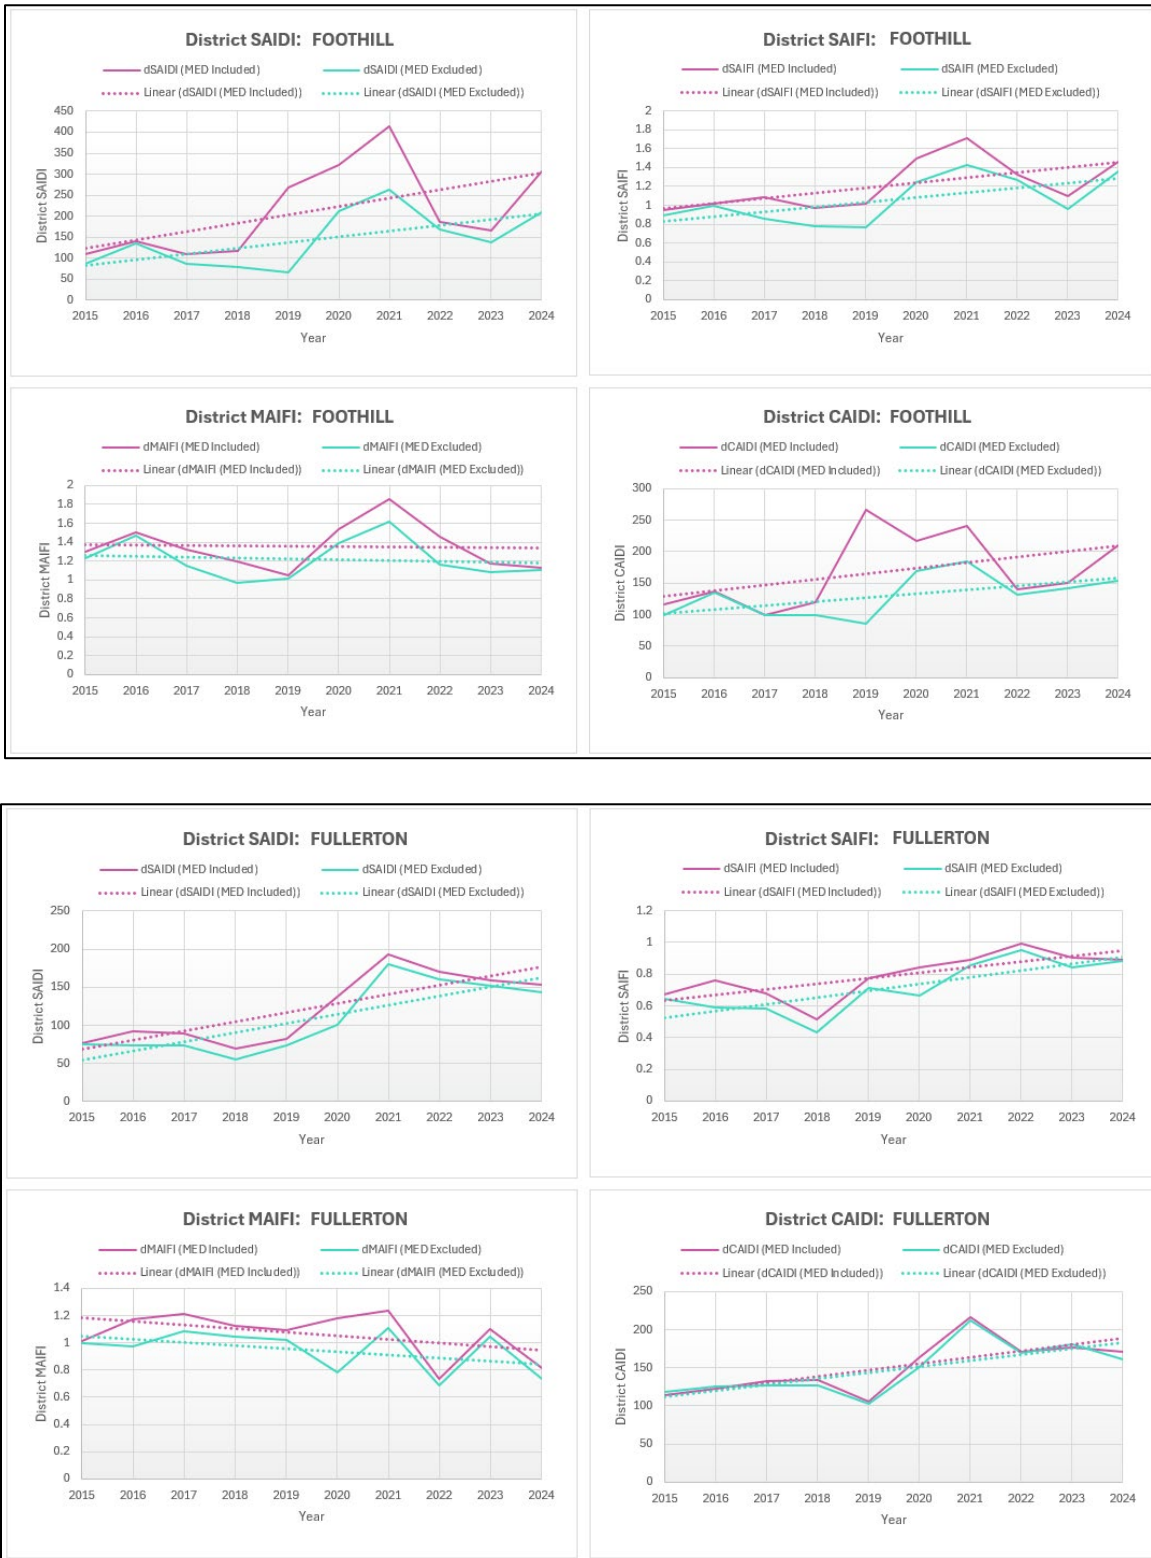 District SAIDI: FOOTHILL
dSAIDI (MED Included) dSAIDI (MED Excluded)
Linear (dSAIDI (MED Included)) Linear (dSAIDI (MED Excluded))
450
400
350
300
250
200
150
100
50
0
District SAIDI
2015 2016 2017 2018 2019 2020 2021 2022 2023 2024
Year
District SAIFI: FOOTHILL
dSAIFI (MED Included) dSAIFI (MED Excluded)
Linear (dSAIFI (MED Included)) Linear (dSAIFI (MED Excluded))
2
1.8
1.6
1.4
1.2
1
0.8
0.6
0.4
0.2
0
District SAIFI
2015 2016 2017 2018 2019 2020 2021 2022 2023 2024
Year
District MAIFI: FOOTHILL
dMAIFI (MED Included) dMAIFI (MED Excluded)
Linear (dMAIFI (MED Included)) Linear (dMAIFI (MED Excluded))
2
1.8
1.6
1.4
1.2
1
0.8
0.6
0.4
0.2
0
District MAIFI
2015 2016 2017 2018 2019 2020 2021 2022 2023 2024
Year
District CAIDI: FOOTHILL
dCAIDI (MED Included) dCAIDI (MED Excluded)
Linear (dCAIDI (MED Included)) Linear (dCAIDI (MED Excluded))
300
250
200
150
100
50
0
District CAIDI
2015 2016 2017 2018 2019 2020 2021 2022 2023 2024
Year
District SAIDI: FULLERTON
dSAIDI (MED Included) dSAIDI (MED Excluded)
Linear (dSAIDI (MED Included)) Linear (dSAIDI (MED Excluded))
250
200
150
100
50
0
District SAIDI
2015 2016 2017 2018 2019 2020 2021 2022 2023 2024
Year
District SAIFI: FULLERTON
dSAIFI (MED Included) dSAIFI (MED Excluded)
Linear (dSAIFI (MED Included)) Linear (dSAIFI (MED Excluded))
1.2
1
0.8
0.6
0.4
0.2
0
District SAIFI
2015 2016 2017 2018 2019 2020 2021 2022 2023 2024
Year
District MAIFI: FULLERTON
dMAIFI (MED Included) dMAIFI (MED Excluded)
Linear (dMAIFI (MED Included)) Linear (dMAIFI (MED Excluded))
1.4
1.2
1
0.8
0.6
0.4
0.2
0
District MAIFI
2015 2016 2017 2018 2019 2020 2021 2022 2023 2024
Year
District CAIDI: FULLERTON
dCAIDI (MED Included) dCAIDI (MED Excluded)
Linear (dCAIDI (MED Included)) Linear (dCAIDI (MED Excluded))
250
200
150
100
50
0
District CAIDI
2015 2016 2017 2018 2019 2020 2021 2022 2023 2024
Year